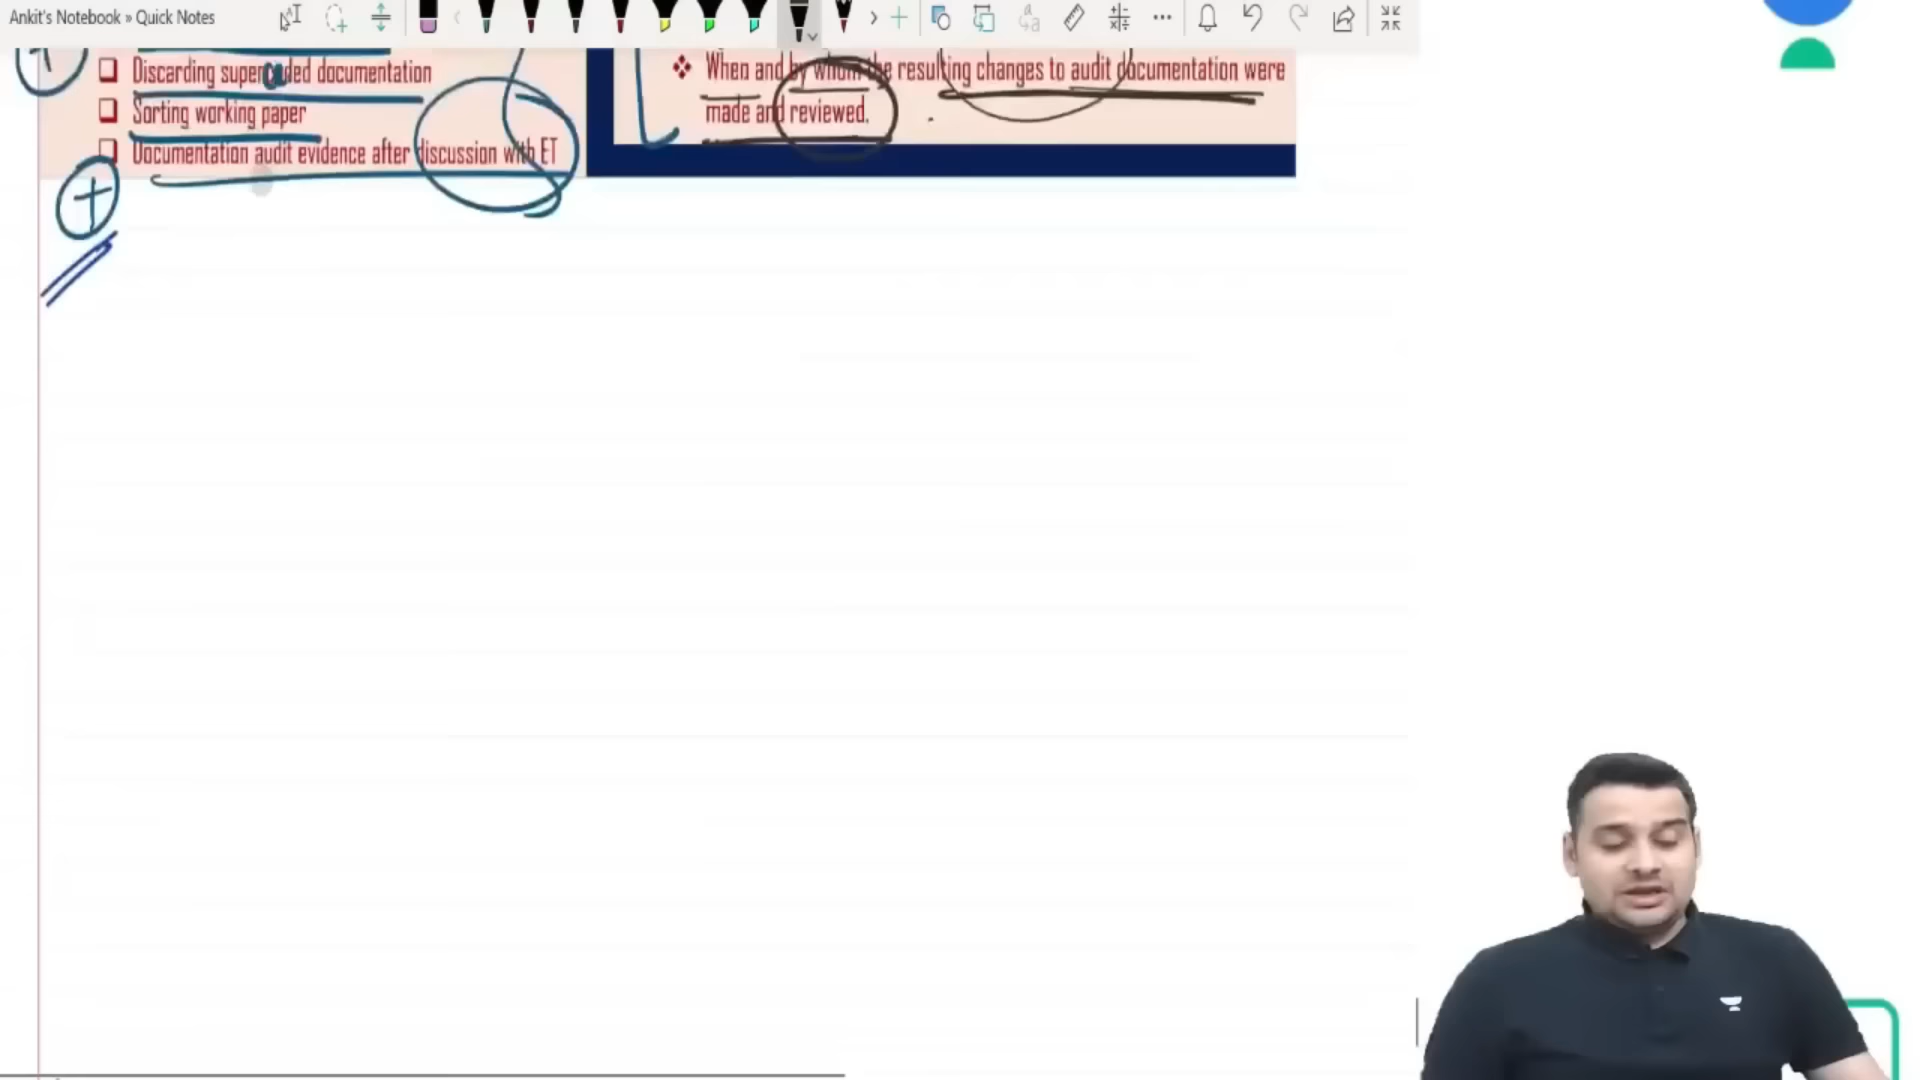 Ankit's Notebook » Quick Notes
Discarding superceded documentation
Sorting working paper
Documentation audit evidence after discussion with ET
When and by whom the resulting changes to audit documentation were
made and reviewed.